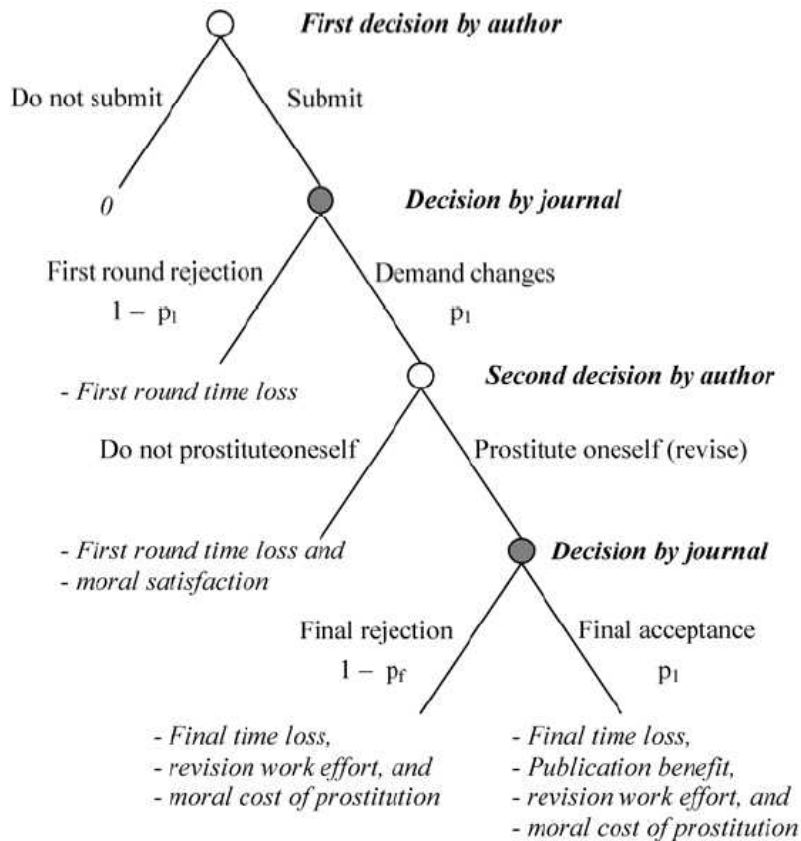 First decision by author
Do not submit
Submit
0
Decision by journal
First round rejection
Demand changes
1 – p₁
p₁
- First round time loss
Second decision by author
Do not prostituteoneself
Prostitute oneself (revise)
- First round time loss and
- moral satisfaction
Decision by journal
Final rejection
Final acceptance
1 – p_f
p₁
- Final time loss,
- revision work effort, and
- moral cost of prostitution
- Final time loss,
- Publication benefit,
- revision work effort, and
- moral cost of prostitution